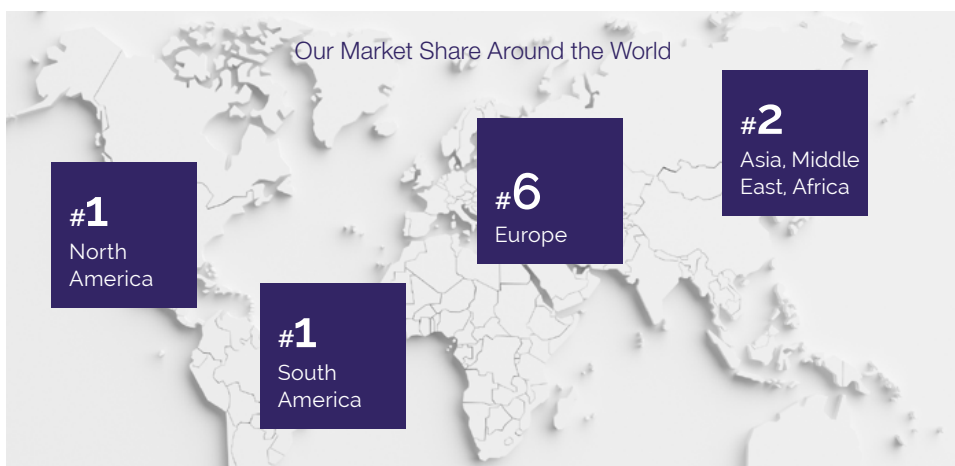 Our Market Share Around the World
#1
North
America
#1
South
America
#6
Europe
#2
Asia, Middle
East, Africa